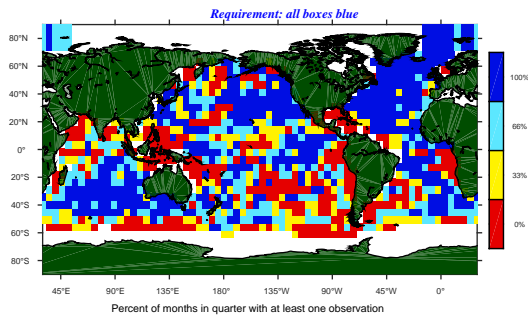 Requirement: all boxes blue
80°N
60°N
40°N
20°N
0°
20°S
40°S
60°S
80°S
45°E
90°E
135°E
180°
135°W
90°W
45°W
0°
100%
66%
33%
0%
Percent of months in quarter with at least one observation